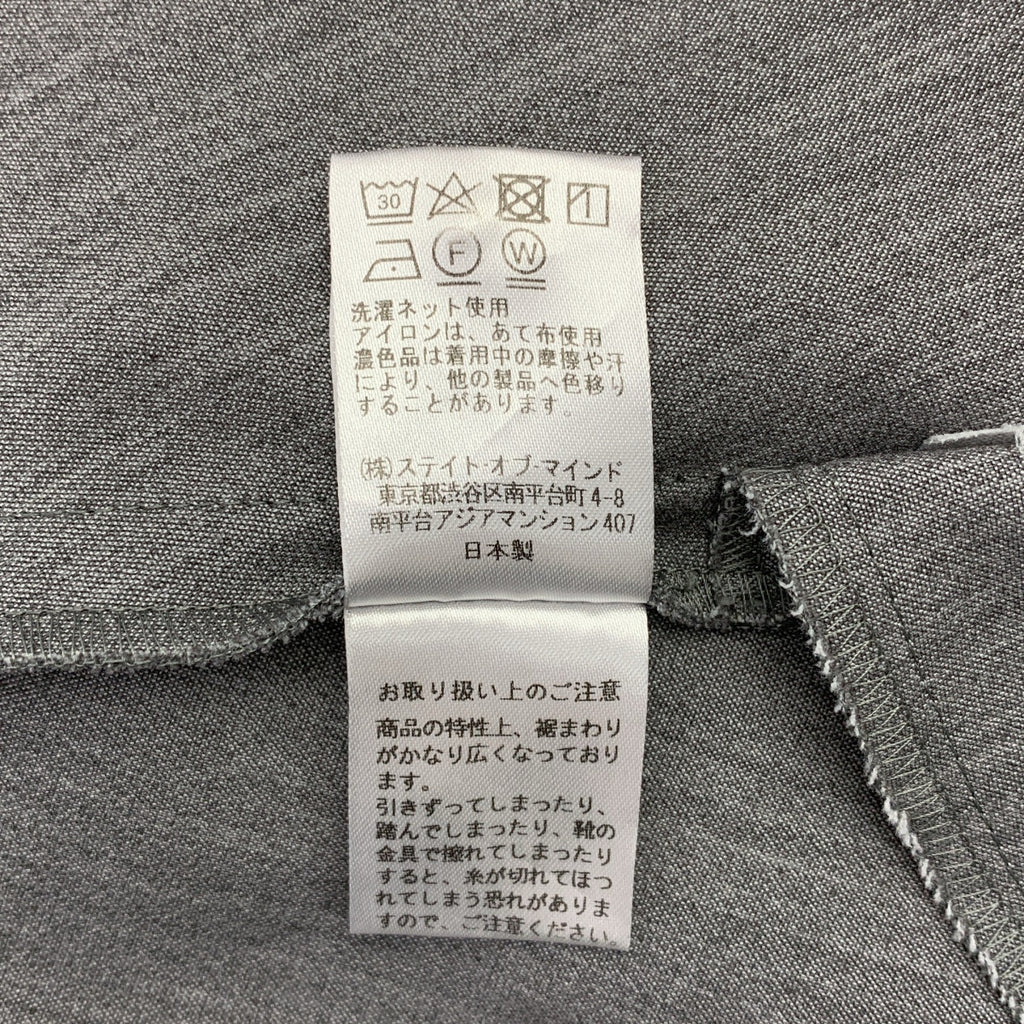 30
F W
洗濯ネット使用
アイロンは、あて布使用
濃色品は着用中の摩擦や汗
により、他の製品へ色移り
することがあります。
(株)ステイト・オブ・マインド
東京都渋谷区南平台町4-8
南平台アジアマンション407
日本製
お取り扱い上のご注意
商品の特性上、裾まわり
がかなり広くなっており
ます。
引きずってしまったり、
踏んでしまったり、靴の
金具で擦れてしまったり
すると、糸が切れてほつ
れてしまう恐れがありま
すので、ご注意ください。